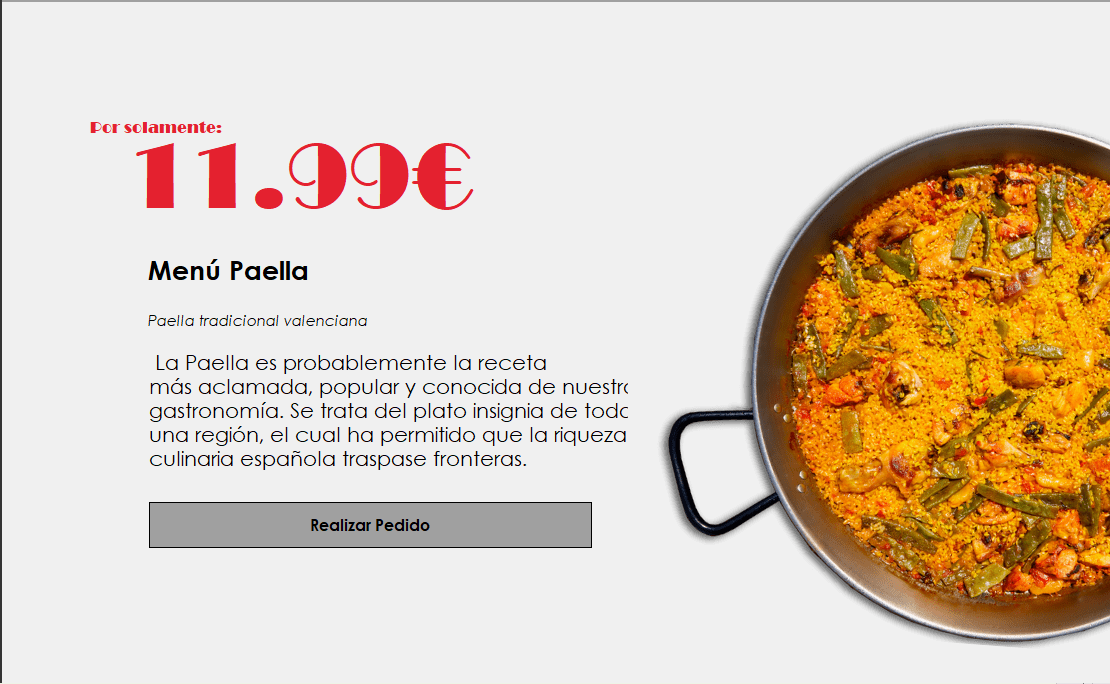 Por solamente:
11.99€
Menú Paella
Paella tradicional valenciana
La Paella es probablemente la receta
más aclamada, popular y conocida de nuestra
gastronomía. Se trata del plato insignia de toda
una región, el cual ha permitido que la riqueza
culinaria española traspase fronteras.
Realizar Pedido